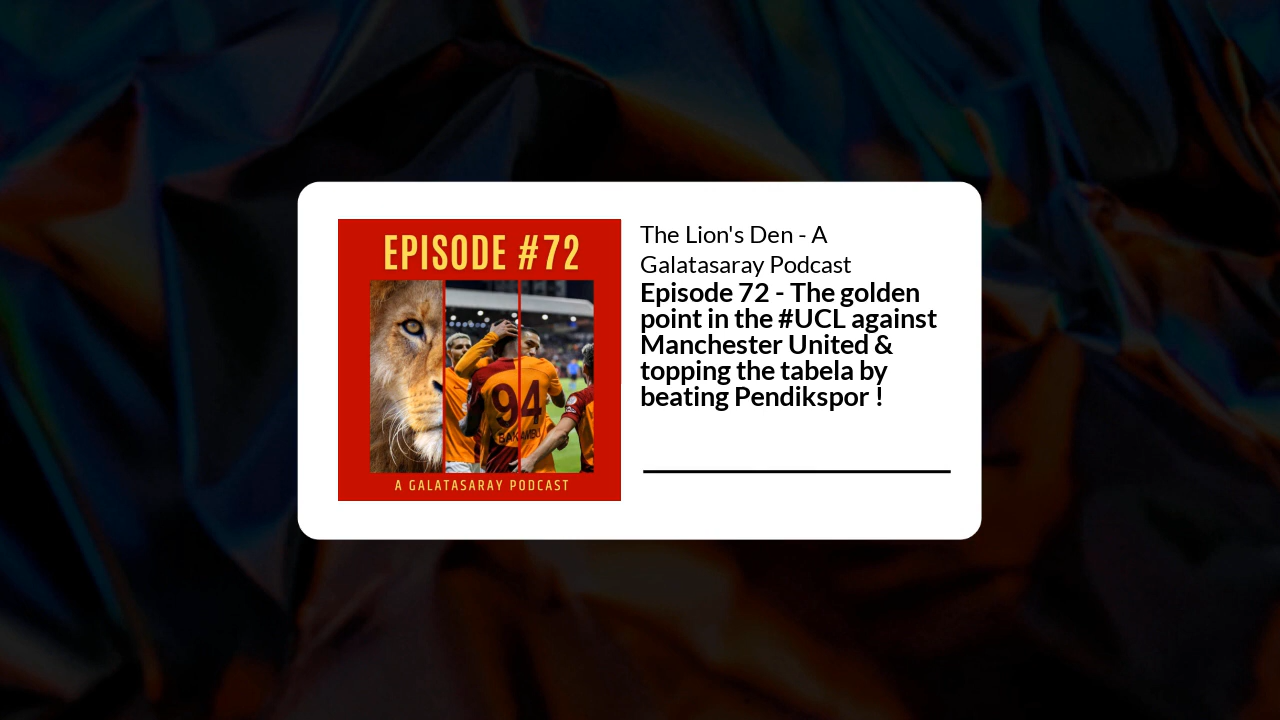 EPISODE #72
94
BAKAMBU
A GALATASARAY PODCAST
The Lion's Den - A
Galatasaray Podcast
Episode 72 - The golden
point in the #UCL against
Manchester United &
topping the tabela by
beating Pendikspor !